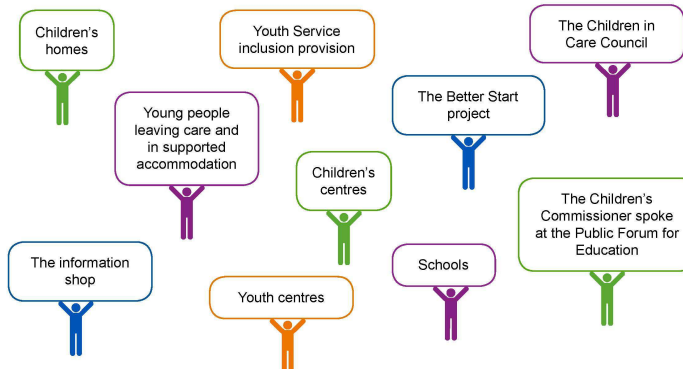 Children's
homes
Youth Service
inclusion provision
The Children in
Care Council
Young people
leaving care and
in supported
accommodation
The Better Start
project
Children's
centres
The Children's
Commissioner spoke
at the Public Forum for
Education
The information
shop
Youth centres
Schools